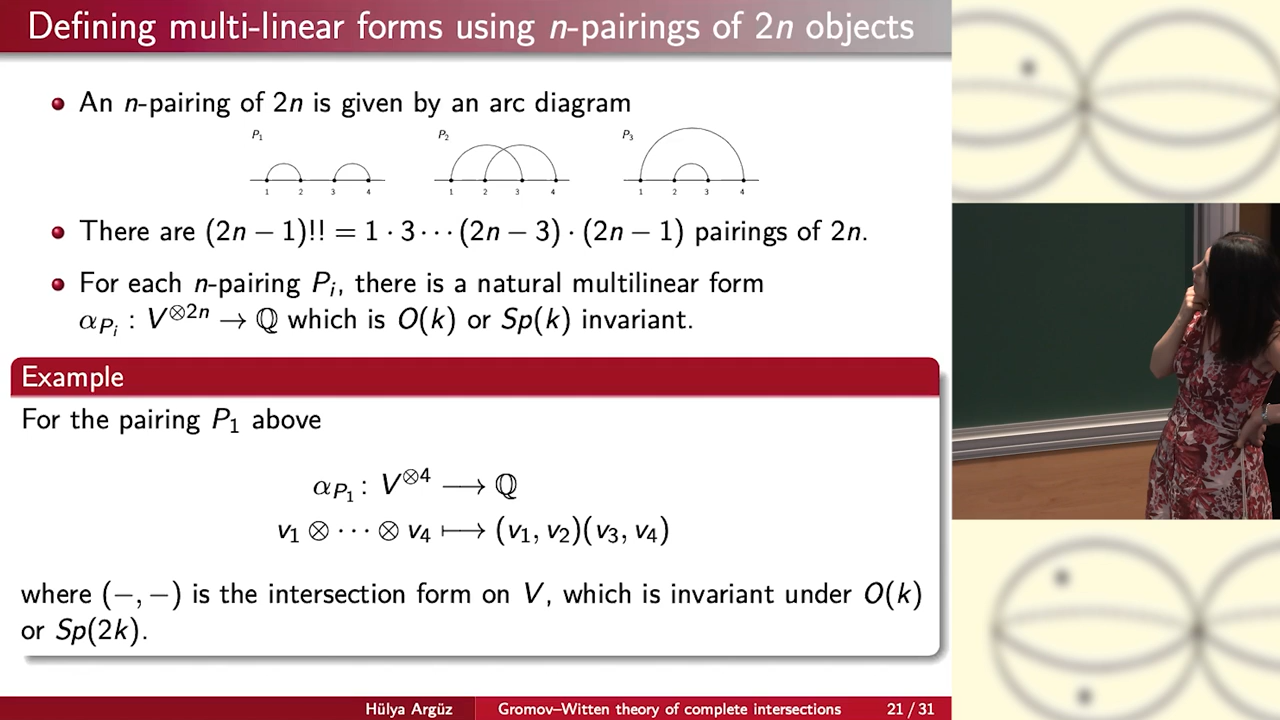 Defining multi-linear forms using n-pairings of 2n objects
An n-pairing of 2n is given by an arc diagram
P₁ P₂ P₃
1 2 3 4 1 2 3 4 1 2 3 4
There are (2n − 1)!! = 1 · 3 ⋯ (2n − 3) · (2n − 1) pairings of 2n.
For each n-pairing Pᵢ, there is a natural multilinear form
α_{Pᵢ} : V^{⊗2n} → ℚ which is O(k) or Sp(k) invariant.
Example
For the pairing P₁ above
α_{P₁} : V^{⊗4} ⟶ ℚ
v₁ ⊗ ⋯ ⊗ v₄ ⟼ (v₁, v₂)(v₃, v₄)
where (−, −) is the intersection form on V, which is invariant under O(k)
or Sp(2k).
Hülya Argüz Gromov–Witten theory of complete intersections 21 / 31